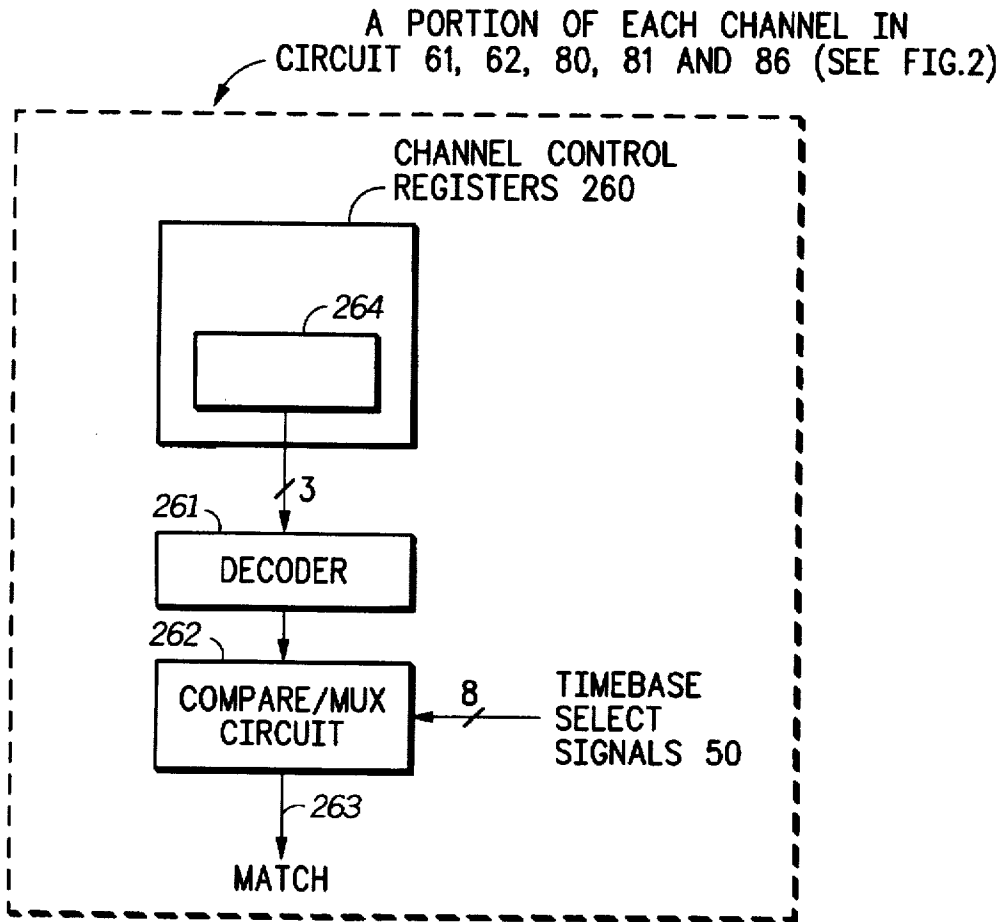 A PORTION OF EACH CHANNEL IN
CIRCUIT 61, 62, 80, 81 AND 86 (SEE FIG.2)
CHANNEL CONTROL
REGISTERS 260
264
3
261
DECODER
262
COMPARE/MUX
CIRCUIT
8
TIMEBASE
SELECT
SIGNALS 50
263
MATCH